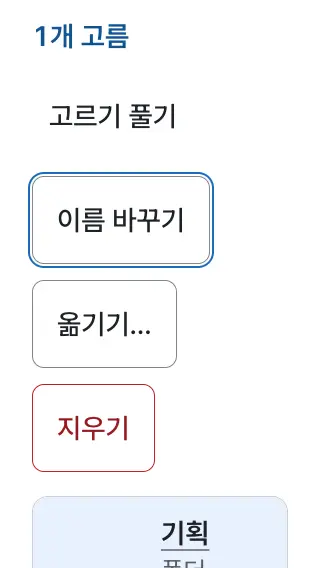 1개 고름
고르기 풀기
이름 바꾸기
옮기기...
지우기
기획